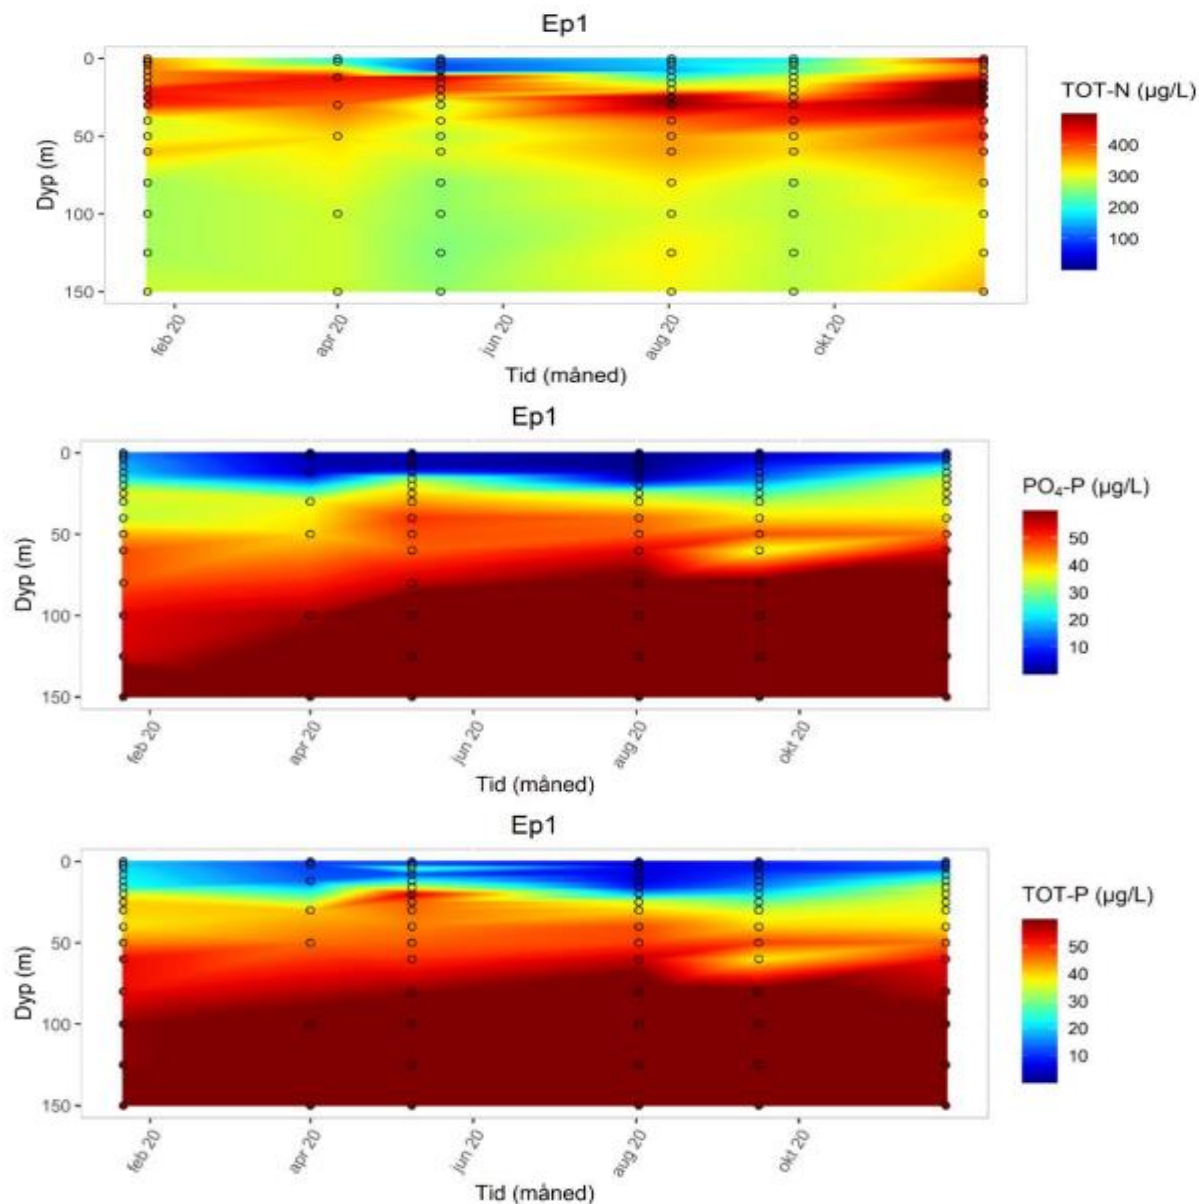 Ep1
TOT-N (µg/L)
400
300
200
100
Dyp (m)
0
50
100
150
feb 20
apr 20
jun 20
aug 20
okt 20
Tid (måned)
Ep1
PO₄-P (µg/L)
50
40
30
20
10
Dyp (m)
0
50
100
150
feb 20
apr 20
jun 20
aug 20
okt 20
Tid (måned)
Ep1
TOT-P (µg/L)
50
40
30
20
10
Dyp (m)
0
50
100
150
feb 20
apr 20
jun 20
aug 20
okt 20
Tid (måned)